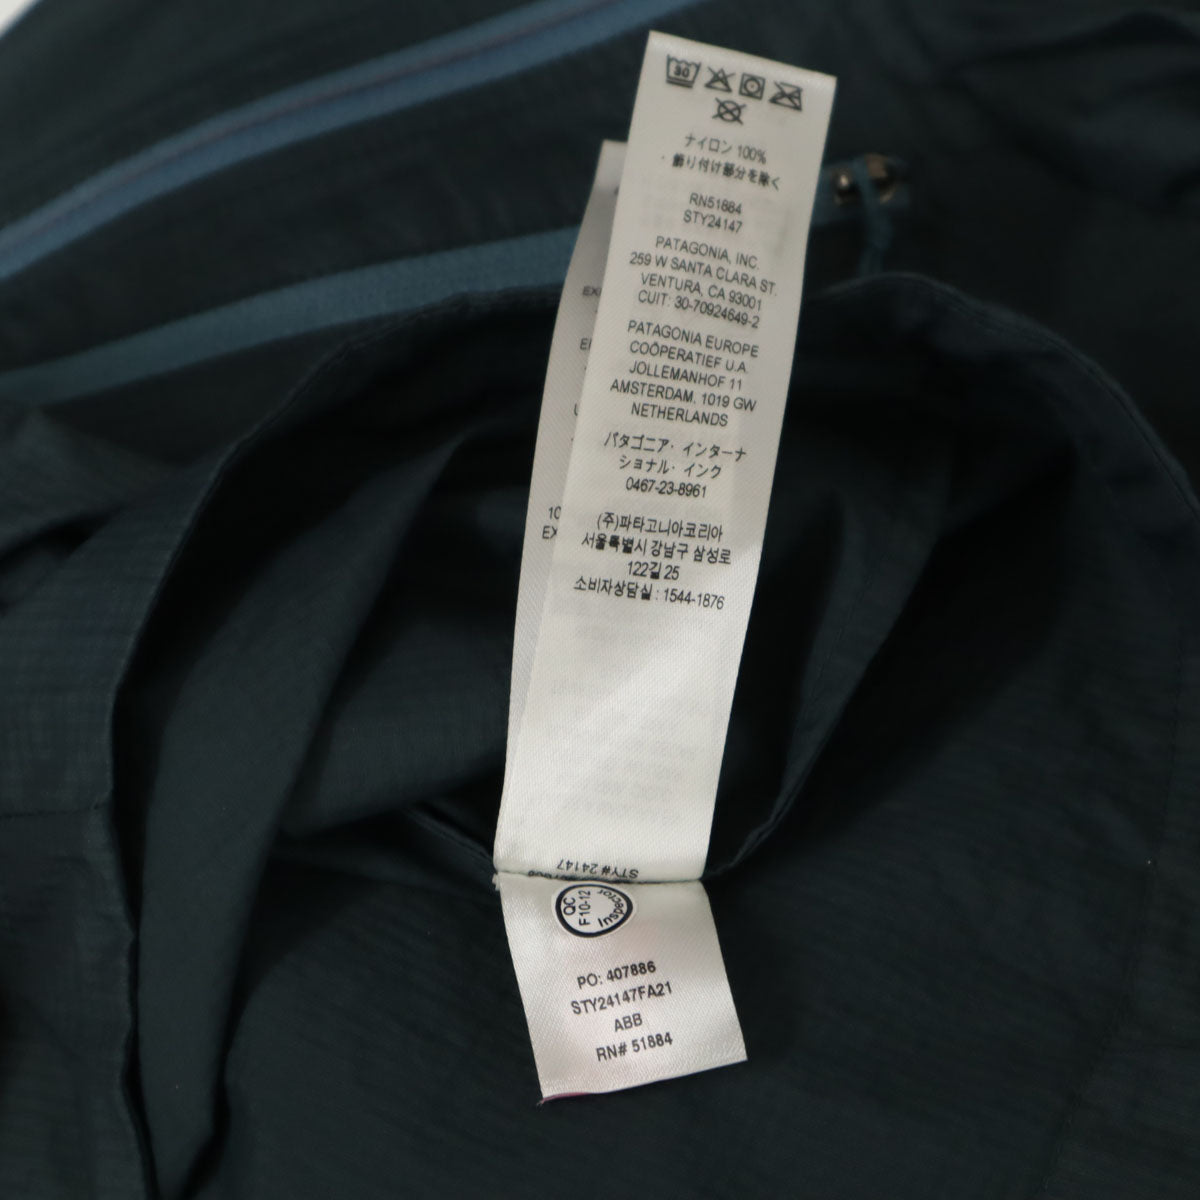 30
ナイロン 100%
・飾り付け部分を除く
RN51884
STY24147
PATAGONIA, INC.
259 W SANTA CLARA ST.
VENTURA, CA 93001
CUIT: 30-70924649-2
PATAGONIA EUROPE
COÖPERATIEF U.A.
JOLLEMANHOF 11
AMSTERDAM, 1019 GW
NETHERLANDS
パタゴニア・インターナ
ショナル・インク
0467-23-8961
(주)파타고니아코리아
서울특별시 강남구 삼성로
122길 25
소비자상담실 : 1544-1876
STY# 24147
QC
F10-12
Inspector
PO: 407886
STY24147FA21
ABB
RN# 51884